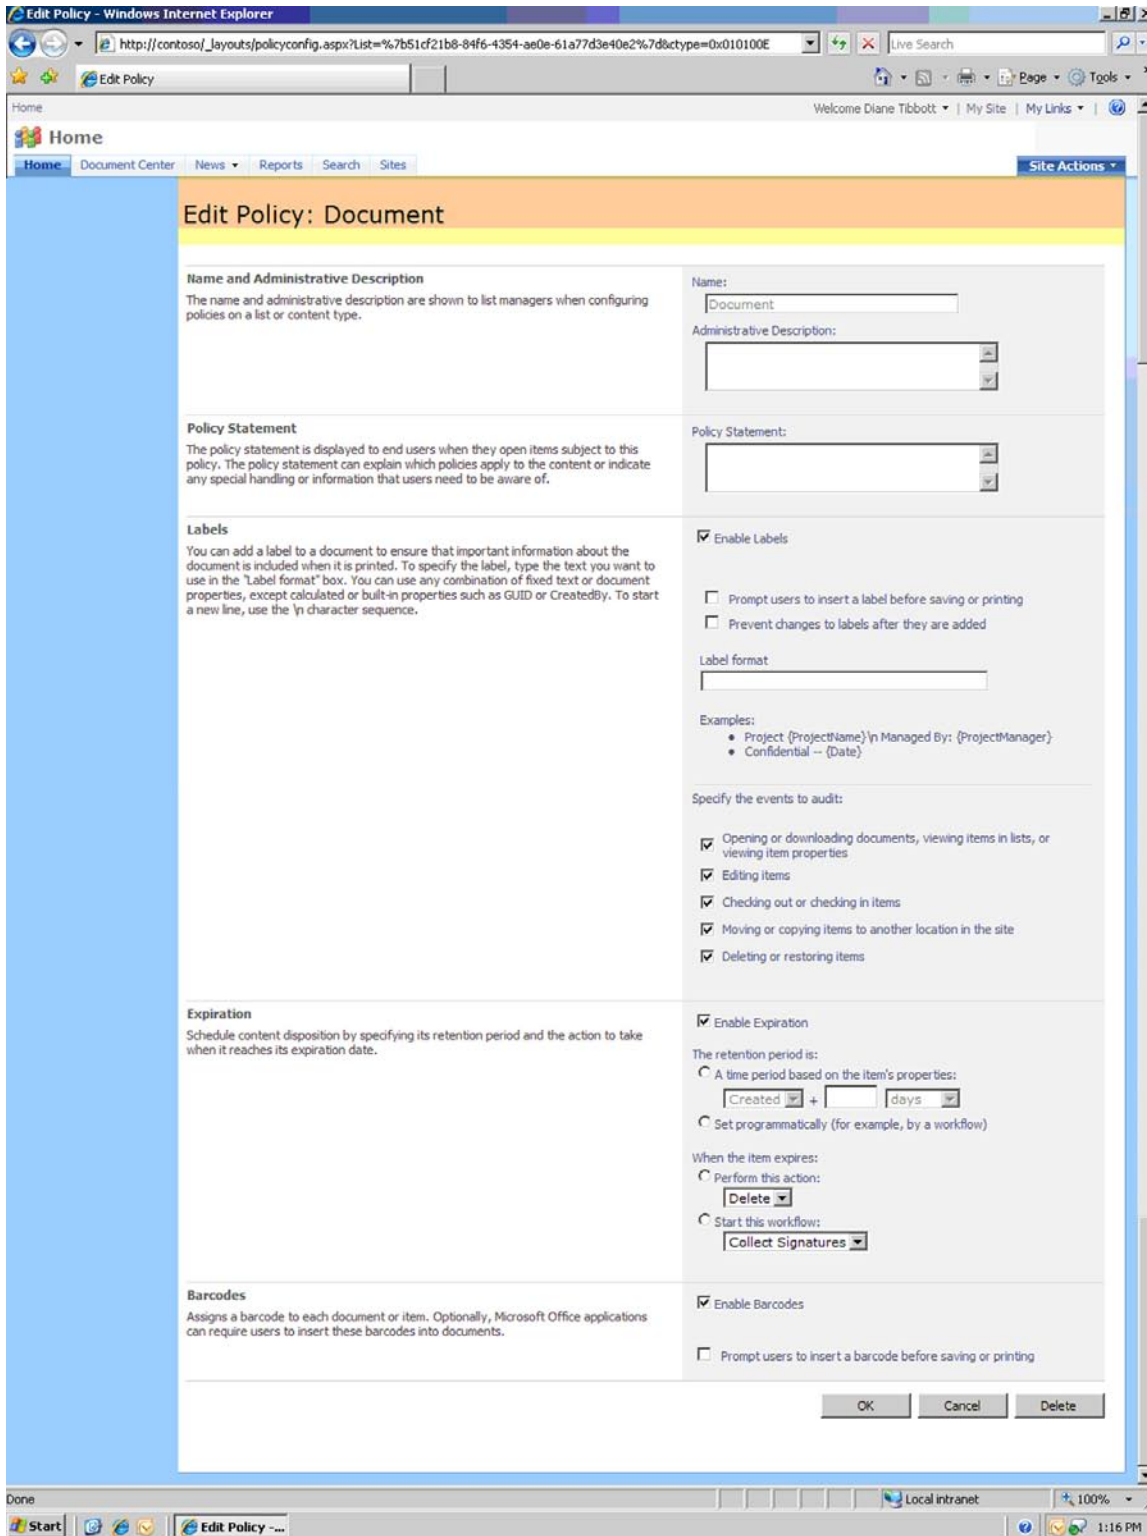 Edit Policy - Windows Internet Explorer
http://contoso/_layouts/policyconfig.aspx?List=%7b51cf21b8-84f6-4354-ae0e-61a77d3e40e2%7d&ctype=0x010100E
Live Search
Edit Policy
Page
Tools
Home
Welcome Diane Tibbott | My Site | My Links
Home
Home Document Center News Reports Search Sites
Site Actions
Edit Policy: Document
Name and Administrative Description
The name and administrative description are shown to list managers when configuring
policies on a list or content type.
Name:
Document
Administrative Description:
Policy Statement
The policy statement is displayed to end users when they open items subject to this
policy. The policy statement can explain which policies apply to the content or indicate
any special handling or information that users need to be aware of.
Policy Statement:
Labels
You can add a label to a document to ensure that important information about the
document is included when it is printed. To specify the label, type the text you want to
use in the "Label format" box. You can use any combination of fixed text or document
properties, except calculated or built-in properties such as GUID or CreatedBy. To start
a new line, use the \n character sequence.
Enable Labels
Prompt users to insert a label before saving or printing
Prevent changes to labels after they are added
Label format
Examples:
• Project {ProjectName}\n Managed By: {ProjectManager}
• Confidential -- {Date}
Specify the events to audit:
Opening or downloading documents, viewing items in lists, or
viewing item properties
Editing items
Checking out or checking in items
Moving or copying items to another location in the site
Deleting or restoring items
Expiration
Schedule content disposition by specifying its retention period and the action to take
when it reaches its expiration date.
Enable Expiration
The retention period is:
A time period based on the item's properties:
Created + days
Set programmatically (for example, by a workflow)
When the item expires:
Perform this action:
Delete
Start this workflow:
Collect Signatures
Barcodes
Assigns a barcode to each document or item. Optionally, Microsoft Office applications
can require users to insert these barcodes into documents.
Enable Barcodes
Prompt users to insert a barcode before saving or printing
OK Cancel Delete
Done
Local intranet
100%
Start
Edit Policy -...
1:16 PM